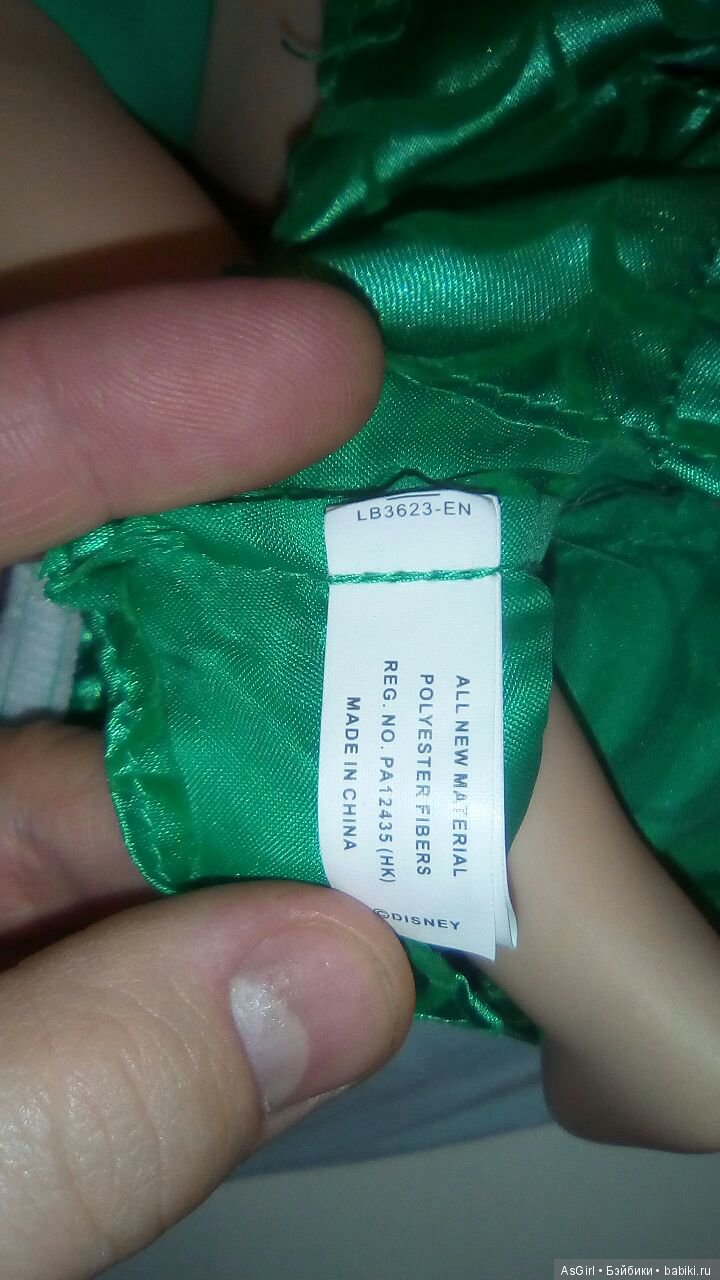 LB3623-EN
ALL NEW MATERIAL
POLYESTER FIBERS
REG. NO. PA12435 (HK)
MADE IN CHINA
©DISNEY
AsGirl • Бэйбики • babiki.ru